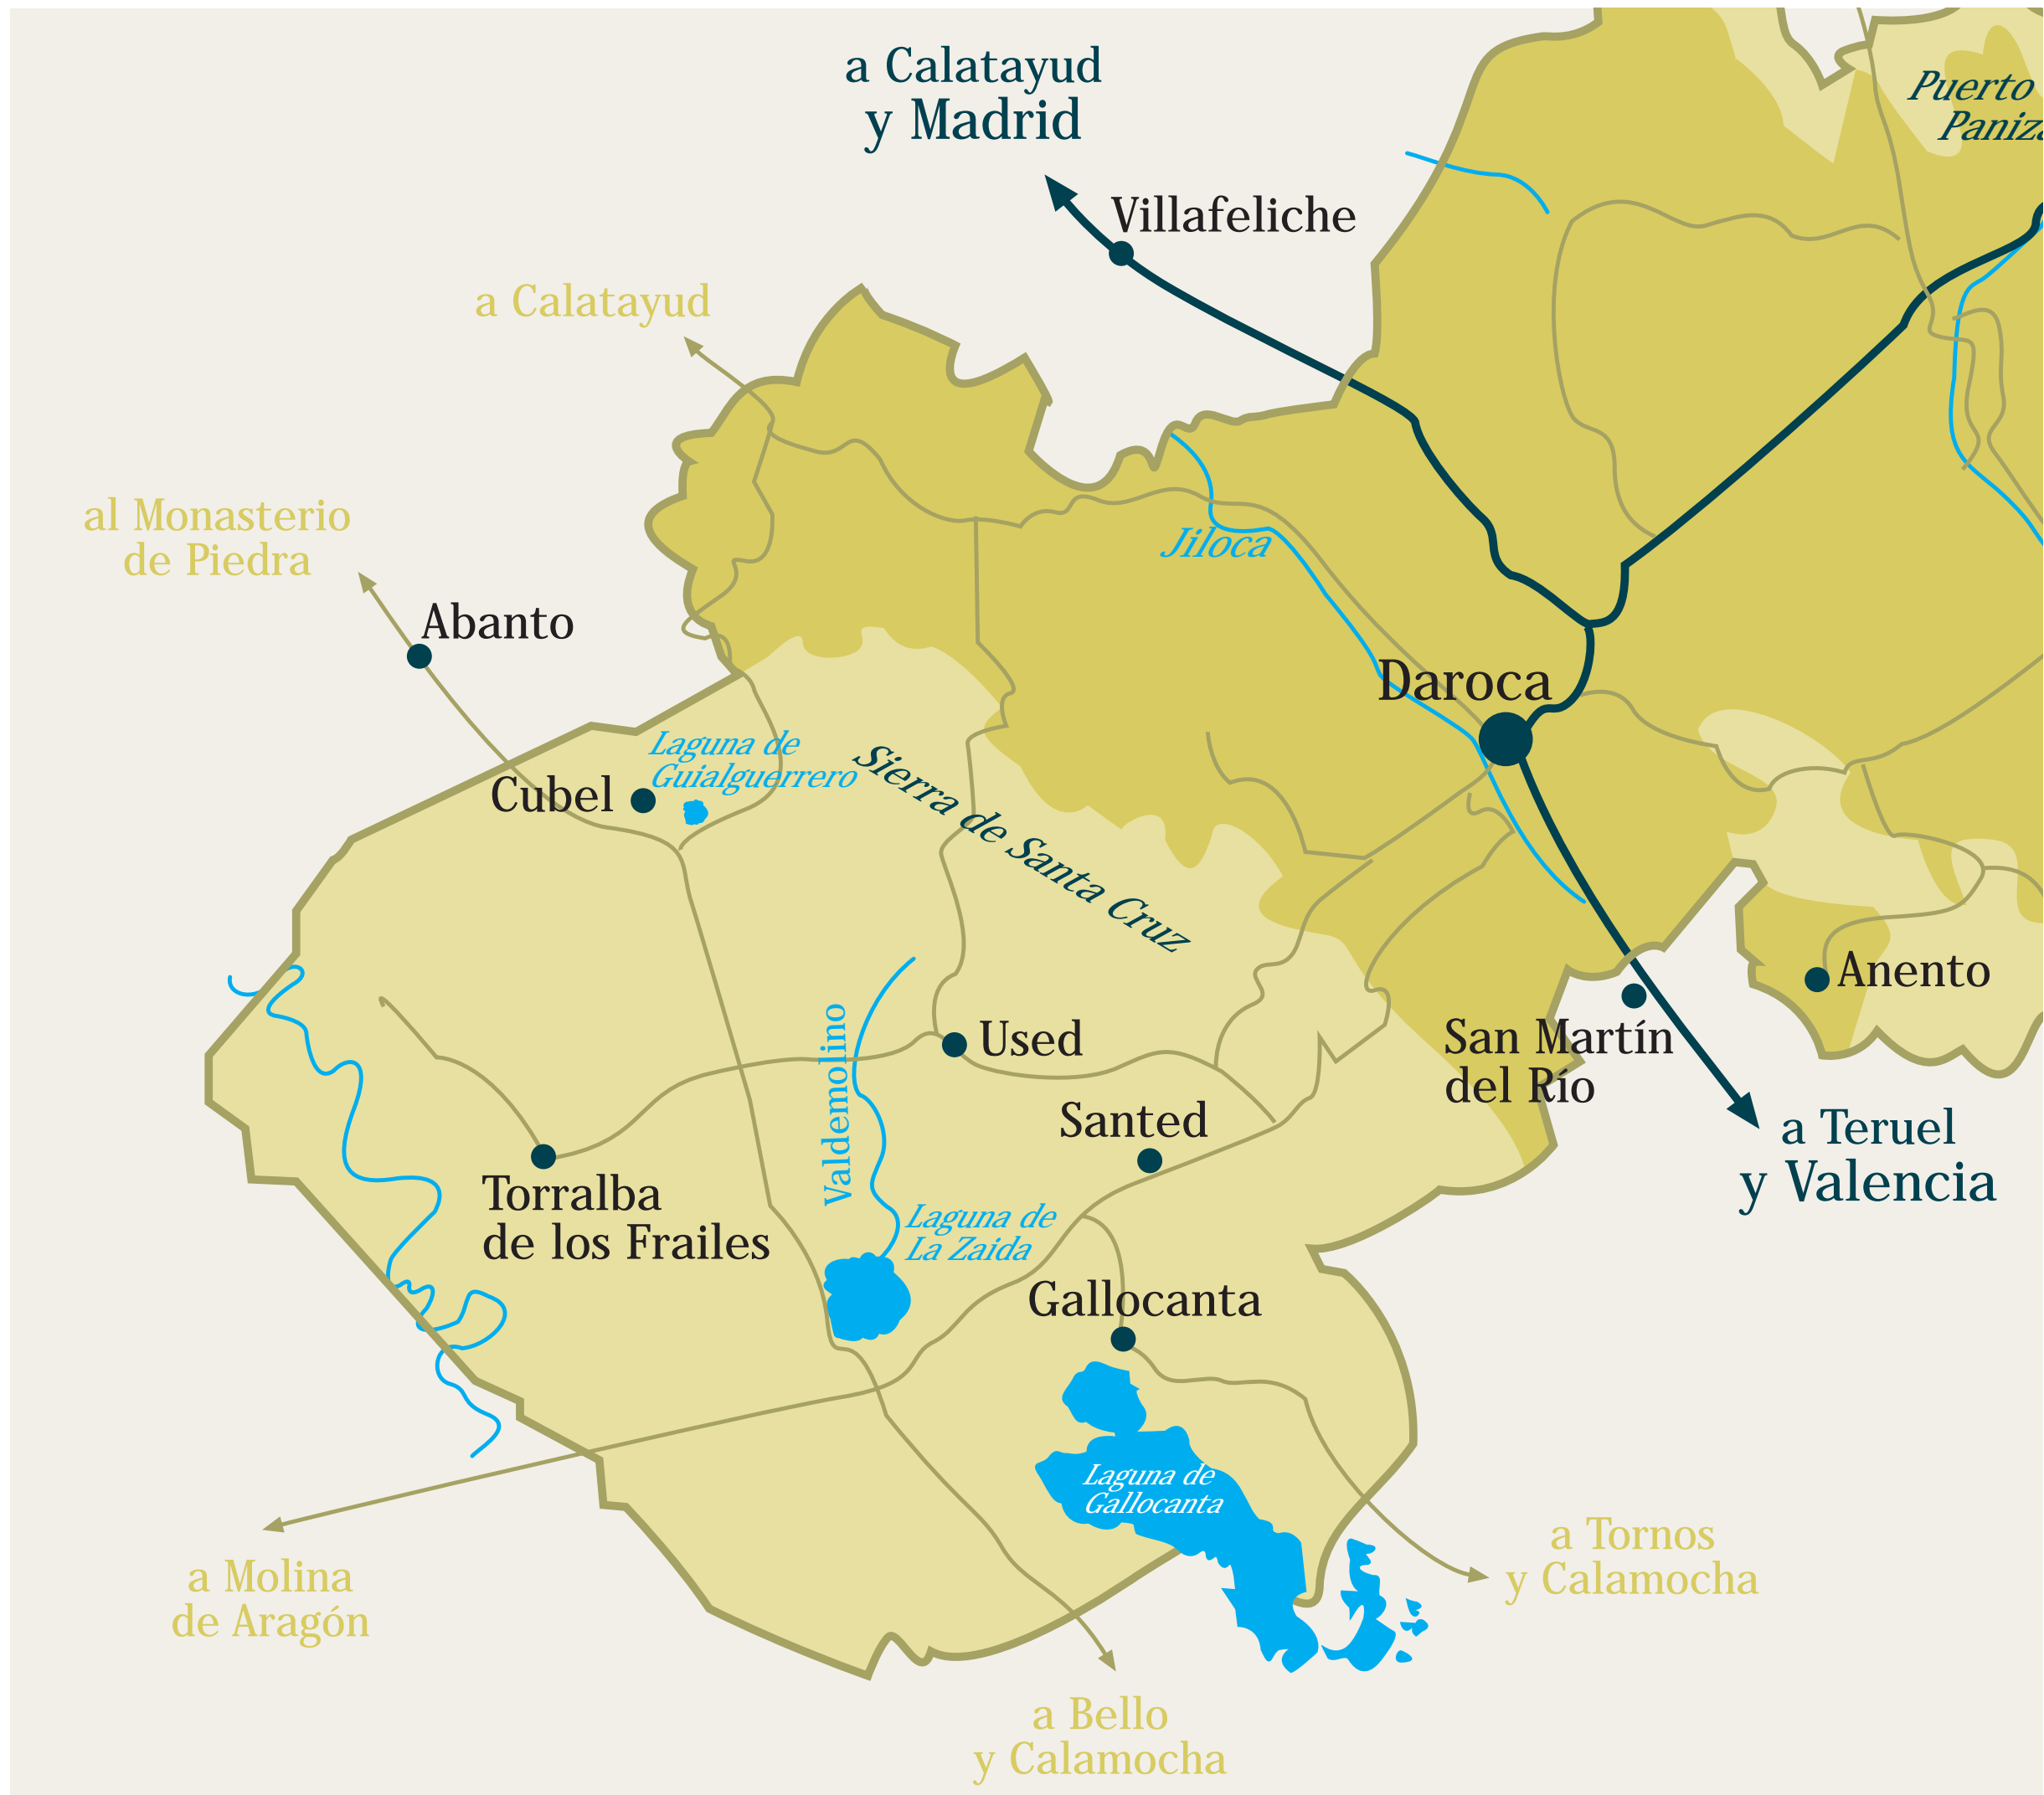 a Calatayud
y Madrid
Puerto
Paniza
Villafeliche
a Calatayud
al Monasterio
de Piedra
Jiloca
Abanto
Daroca
Laguna de
Guialguerrero
Cubel
Sierra de Santa Cruz
Anento
Used
San Martín
del Río
Valdemolino
Santed
a Teruel
y Valencia
Torralba
de los Frailes
Laguna de
La Zaida
Gallocanta
Laguna de
Gallocanta
a Tornos
y Calamocha
a Molina
de Aragón
a Bello
y Calamocha